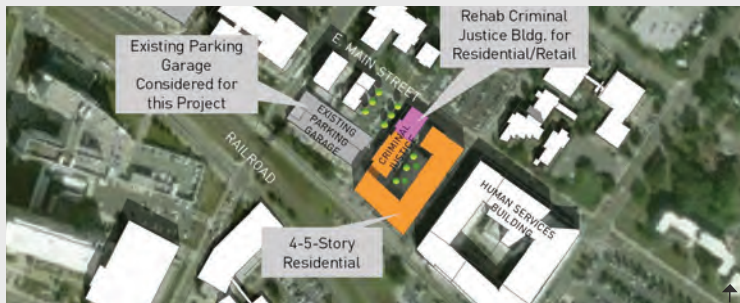 Rehab Criminal
Justice Bldg. for
Residential/Retail
Existing Parking
Garage
Considered for
this Project
E. MAIN STREET
EXISTING
PARKING
GARAGE
RAILROAD
CRIMINAL
JUSTICE
HUMAN SERVICES
BUILDING
4-5-Story
Residential